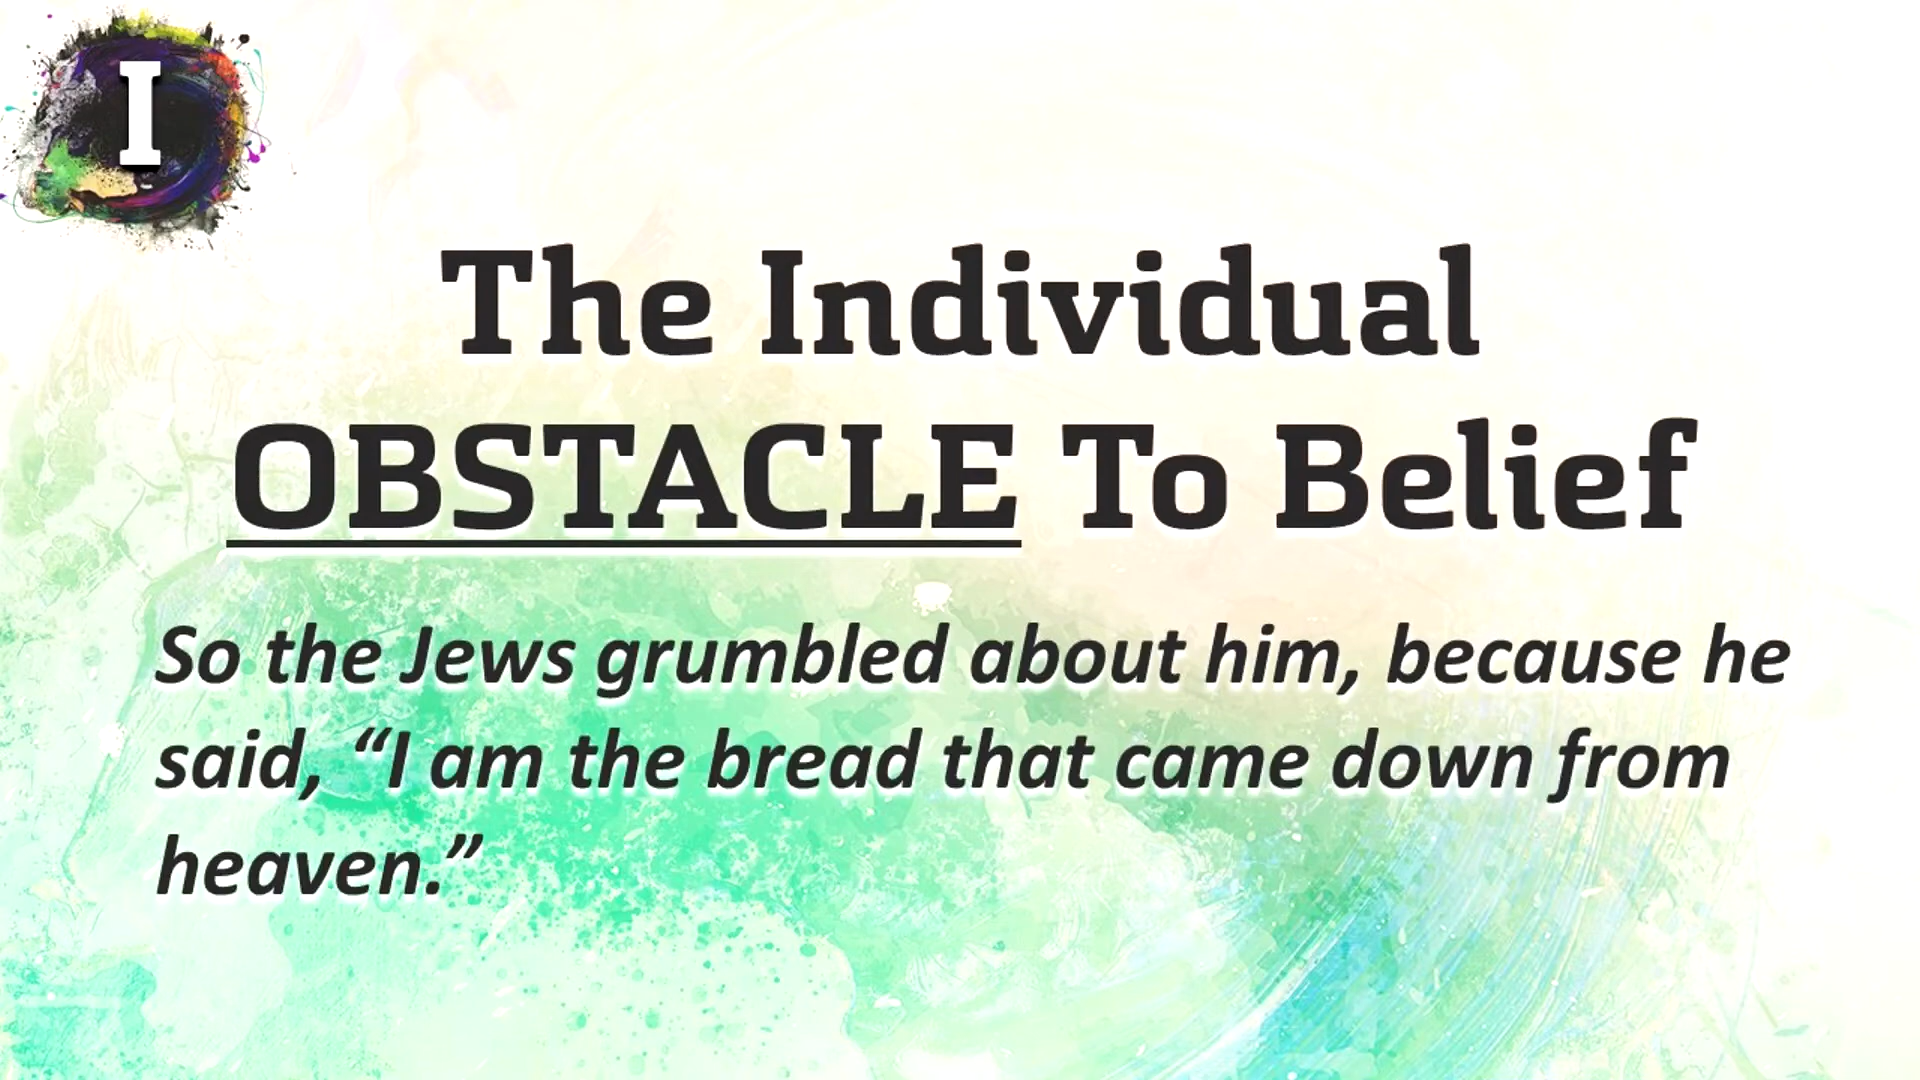 I
The Individual
OBSTACLE To Belief
So the Jews grumbled about him, because he
said, “I am the bread that came down from
heaven.”